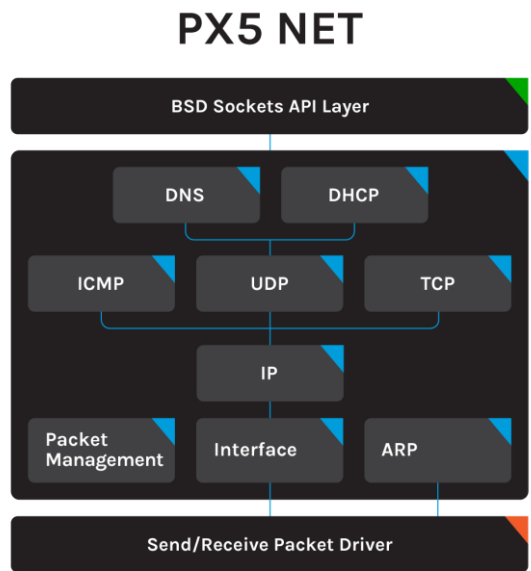 PX5 NET
BSD Sockets API Layer
DNS
DHCP
ICMP
UDP
TCP
IP
Packet
Management
Interface
ARP
Send/Receive Packet Driver